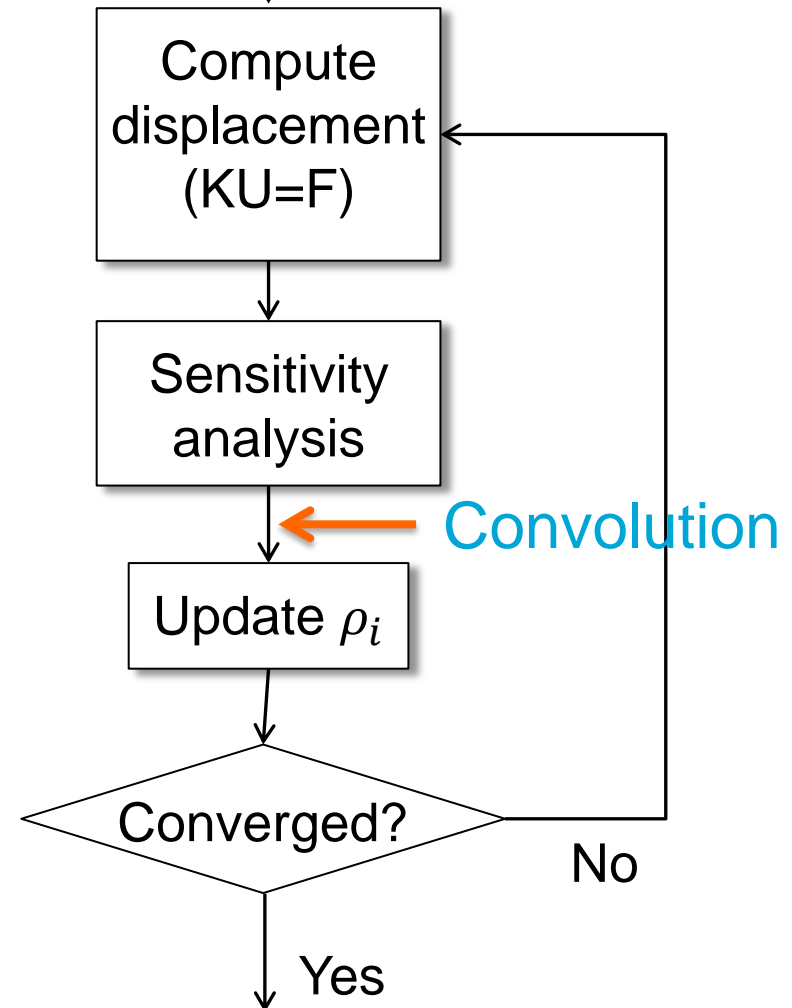 Compute
displacement
(KU=F)
Sensitivity
analysis
Convolution
Update ρᵢ
Converged?
No
Yes